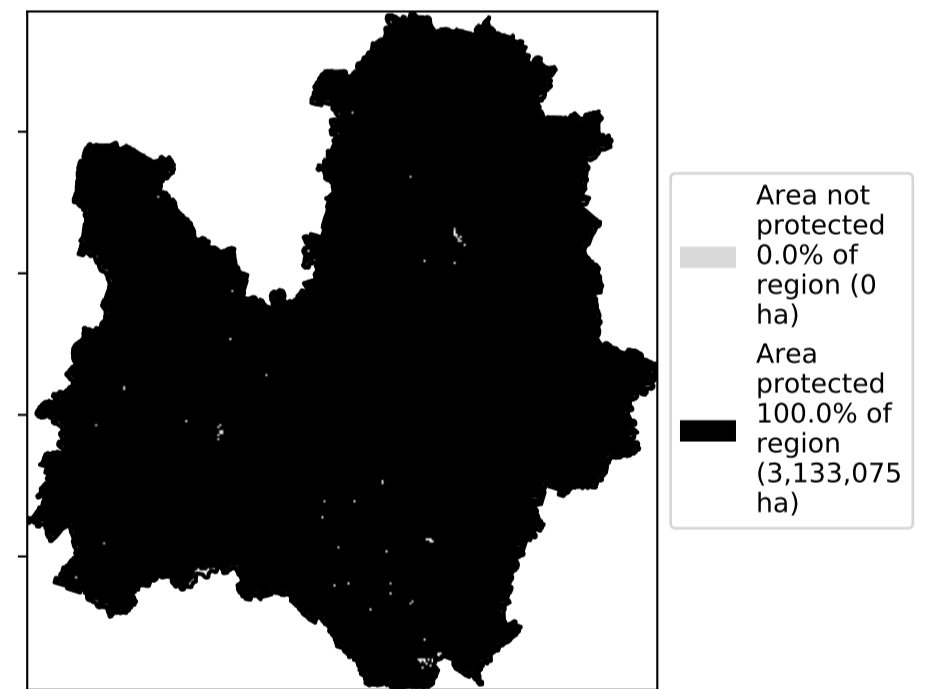 Area not
protected
0.0% of
region (0
ha)
Area
protected
100.0% of
region
(3,133,075
ha)